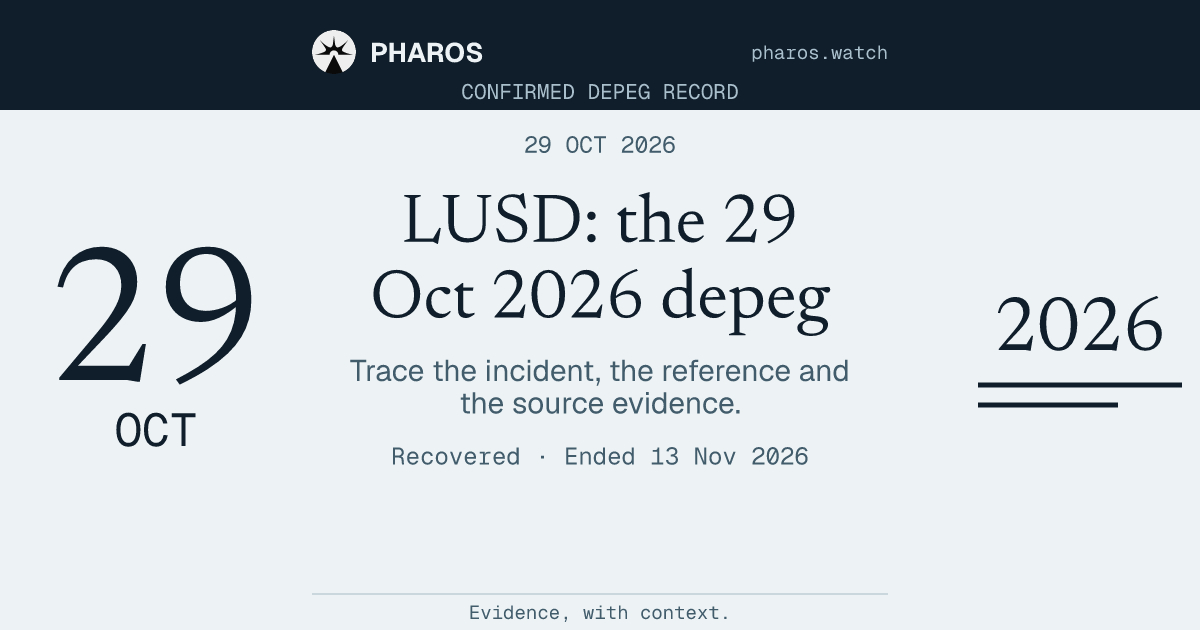 PHAROS
pharos.watch
CONFIRMED DEPEG RECORD
29 OCT 2026
LUSD: the 29
Oct 2026 depeg
Trace the incident, the reference and
the source evidence.
Recovered · Ended 13 Nov 2026
29
OCT
2026
Evidence, with context.